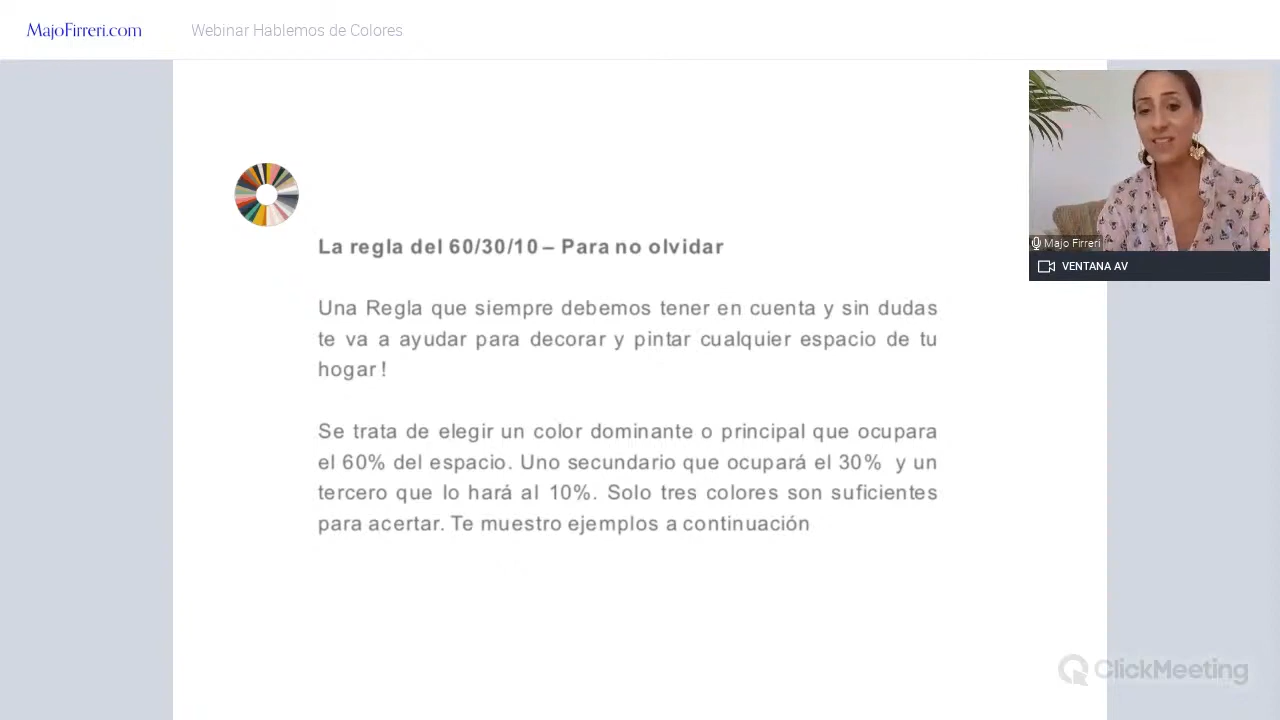 MajoFirreri.com
Webinar Hablemos de Colores
La regla del 60/30/10 – Para no olvidar
Una Regla que siempre debemos tener en cuenta y sin dudas
te va a ayudar para decorar y pintar cualquier espacio de tu
hogar !
Se trata de elegir un color dominante o principal que ocupara
el 60% del espacio. Uno secundario que ocupará el 30% y un
tercero que lo hará al 10%. Solo tres colores son suficientes
para acertar. Te muestro ejemplos a continuación
Majo Firreri
VENTANA AV
ClickMeeting